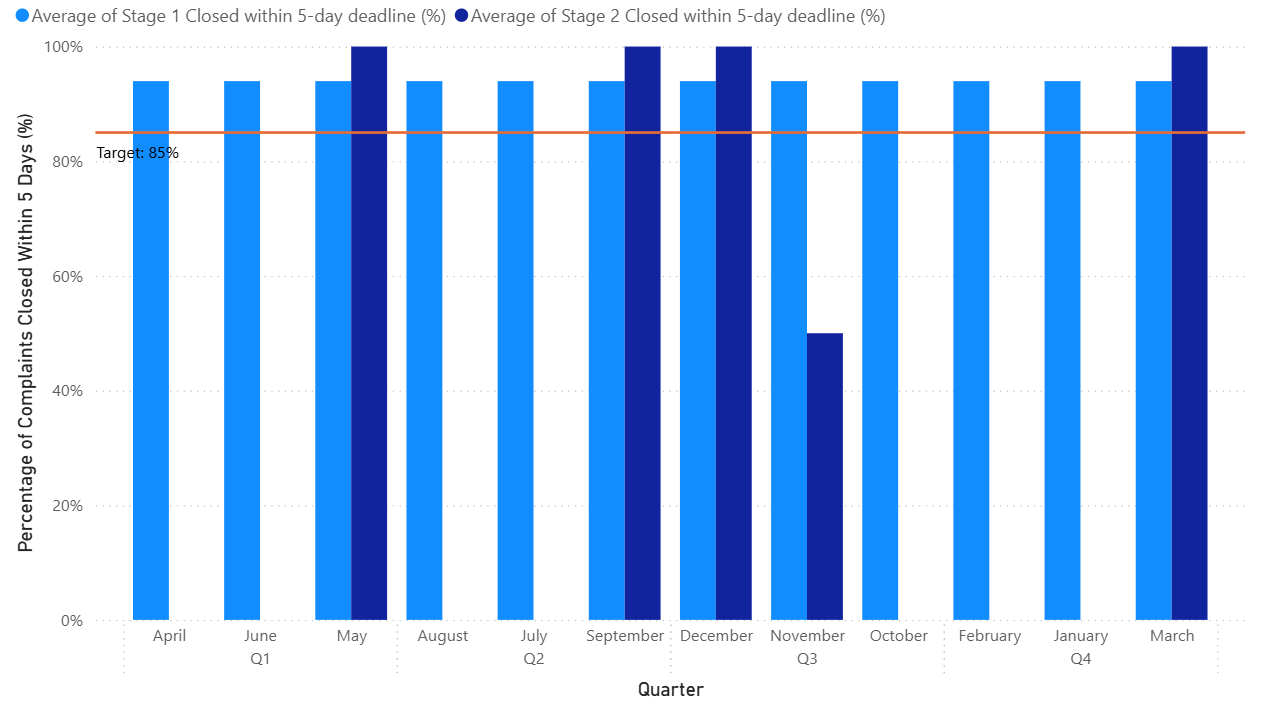 Average of Stage 1 Closed within 5-day deadline (%) Average of Stage 2 Closed within 5-day deadline (%)
Percentage of Complaints Closed Within 5 Days (%)
100%
80%
60%
40%
20%
0%
Target: 85%
April June May August July September December November October February January March
Q1 Q2 Q3 Q4
Quarter